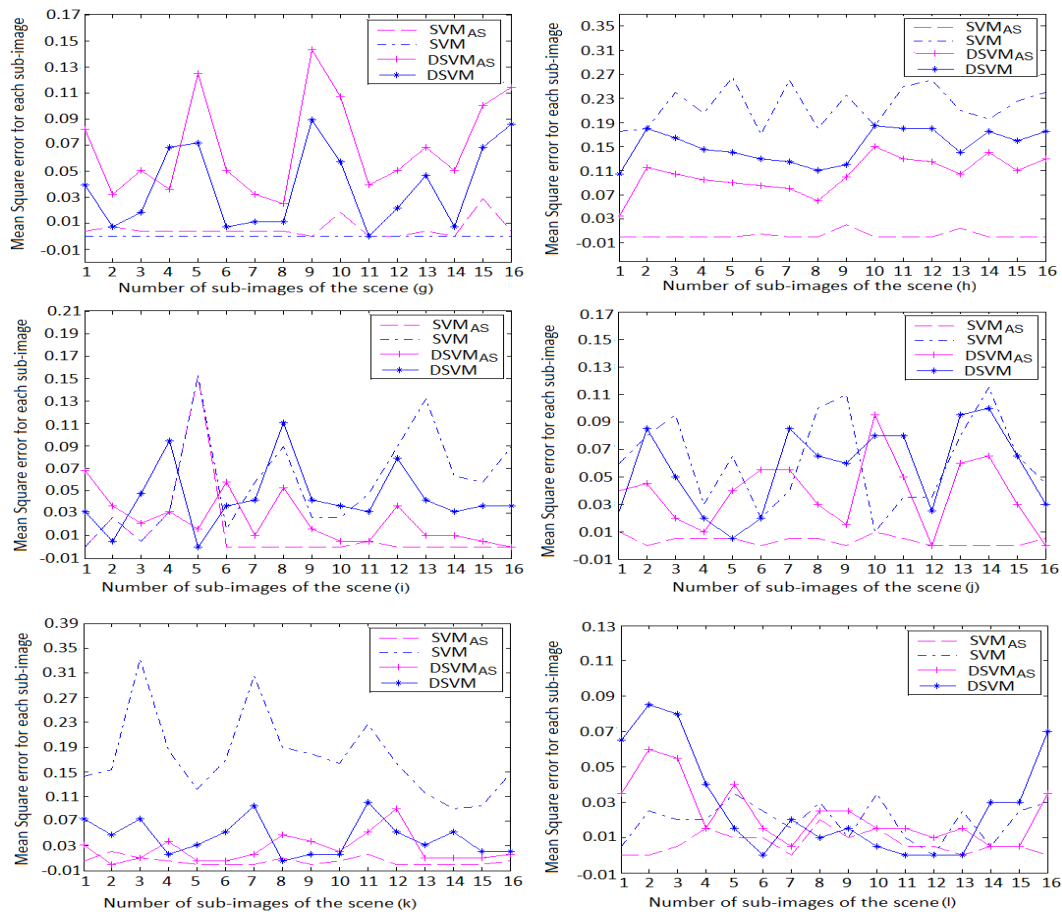 Mean Square error for each sub-image
0.17
0.15
0.13
0.11
0.09
0.07
0.05
0.03
0.01
-0.01
SVMAS
SVM
DSVMAS
DSVM
1 2 3 4 5 6 7 8 9 10 11 12 13 14 15 16
Number of sub-images of the scene (g)
Mean Square error for each sub-image
0.35
0.31
0.27
0.23
0.19
0.15
0.11
0.07
0.03
-0.01
SVMAS
SVM
DSVMAS
DSVM
1 2 3 4 5 6 7 8 9 10 11 12 13 14 15 16
Number of sub-images of the scene (h)
Mean Square error for each sub-image
0.21
0.19
0.17
0.15
0.13
0.11
0.09
0.07
0.05
0.03
0.01
-0.01
SVMAS
SVM
DSVMAS
DSVM
1 2 3 4 5 6 7 8 9 10 11 12 13 14 15 16
Number of sub-images of the scene (i)
Mean Square error for each sub-image
0.17
0.15
0.13
0.11
0.09
0.07
0.05
0.03
0.01
-0.01
SVMAS
SVM
DSVMAS
DSVM
1 2 3 4 5 6 7 8 9 10 11 12 13 14 15 16
Number of sub-images of the scene (j)
Mean Square error for each sub-image
0.39
0.35
0.31
0.27
0.23
0.19
0.15
0.11
0.07
0.03
-0.01
SVMAS
SVM
DSVMAS
DSVM
1 2 3 4 5 6 7 8 9 10 11 12 13 14 15 16
Number of sub-images of the scene (k)
Mean Square error for each sub-image
0.13
0.11
0.09
0.07
0.05
0.03
0.01
-0.01
SVMAS
SVM
DSVMAS
DSVM
1 2 3 4 5 6 7 8 9 10 11 12 13 14 15 16
Number of sub-images of the scene (l)